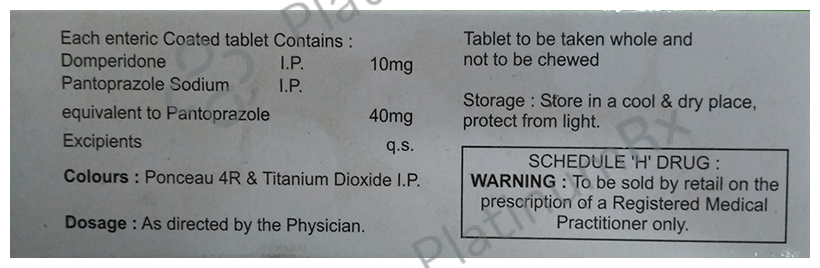 Each enteric Coated tablet Contains :
Domperidone I.P. 10mg
Pantoprazole Sodium I.P.
equivalent to Pantoprazole 40mg
Excipients q.s.
Colours : Ponceau 4R & Titanium Dioxide I.P.
Dosage : As directed by the Physician.
Tablet to be taken whole and
not to be chewed
Storage : Store in a cool & dry place,
protect from light.
SCHEDULE 'H' DRUG :
WARNING : To be sold by retail on the
prescription of a Registered Medical
Practitioner only.
PlatinumRx
PlatinumRx